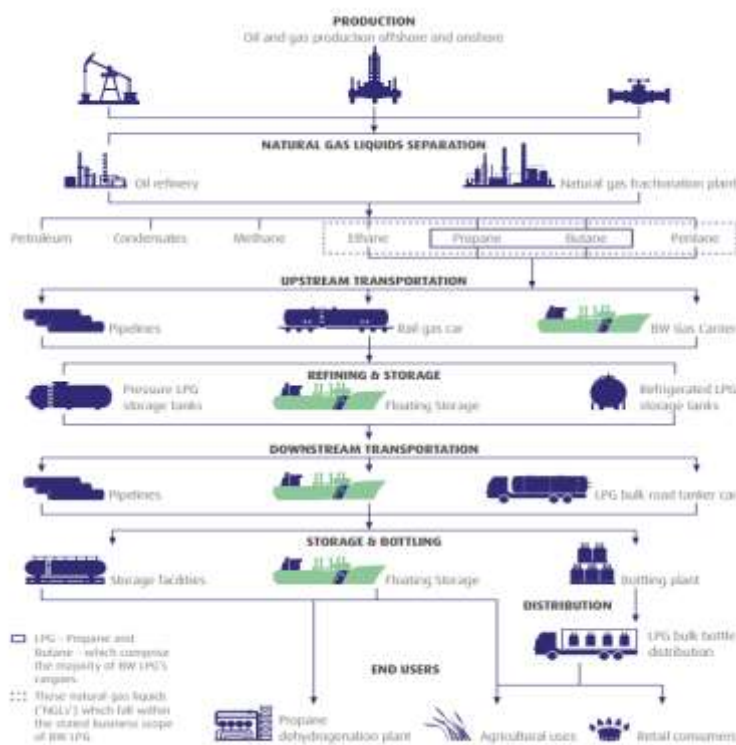 PRODUCTION
Oil and gas production offshore and onshore
NATURAL GAS LIQUIDS SEPARATION
Oil refinery
Natural gas fractionation plant
Petroleum
Condensates
Methane
Ethane
Propane
Butane
Pentane
UPSTREAM TRANSPORTATION
Pipelines
Rail gas car
BW Gas Carrier
REFINING & STORAGE
Pressure LPG
storage tanks
Floating Storage
Refrigerated LPG
storage tanks
DOWNSTREAM TRANSPORTATION
Pipelines
LPG bulk road tanker car
STORAGE & BOTTLING
Storage facilities
Floating Storage
Bottling plant
DISTRIBUTION
LPG bulk bottle
distribution
LPG - Propane and
Butane - which comprise
the majority of BW LPG's
cargoes.
Those natural gas liquids
('NGLs') which fall within
the stated business scope
of BW LPG
END USERS
Propane
dehydrogenation plant
Agricultural uses
Retail consumers